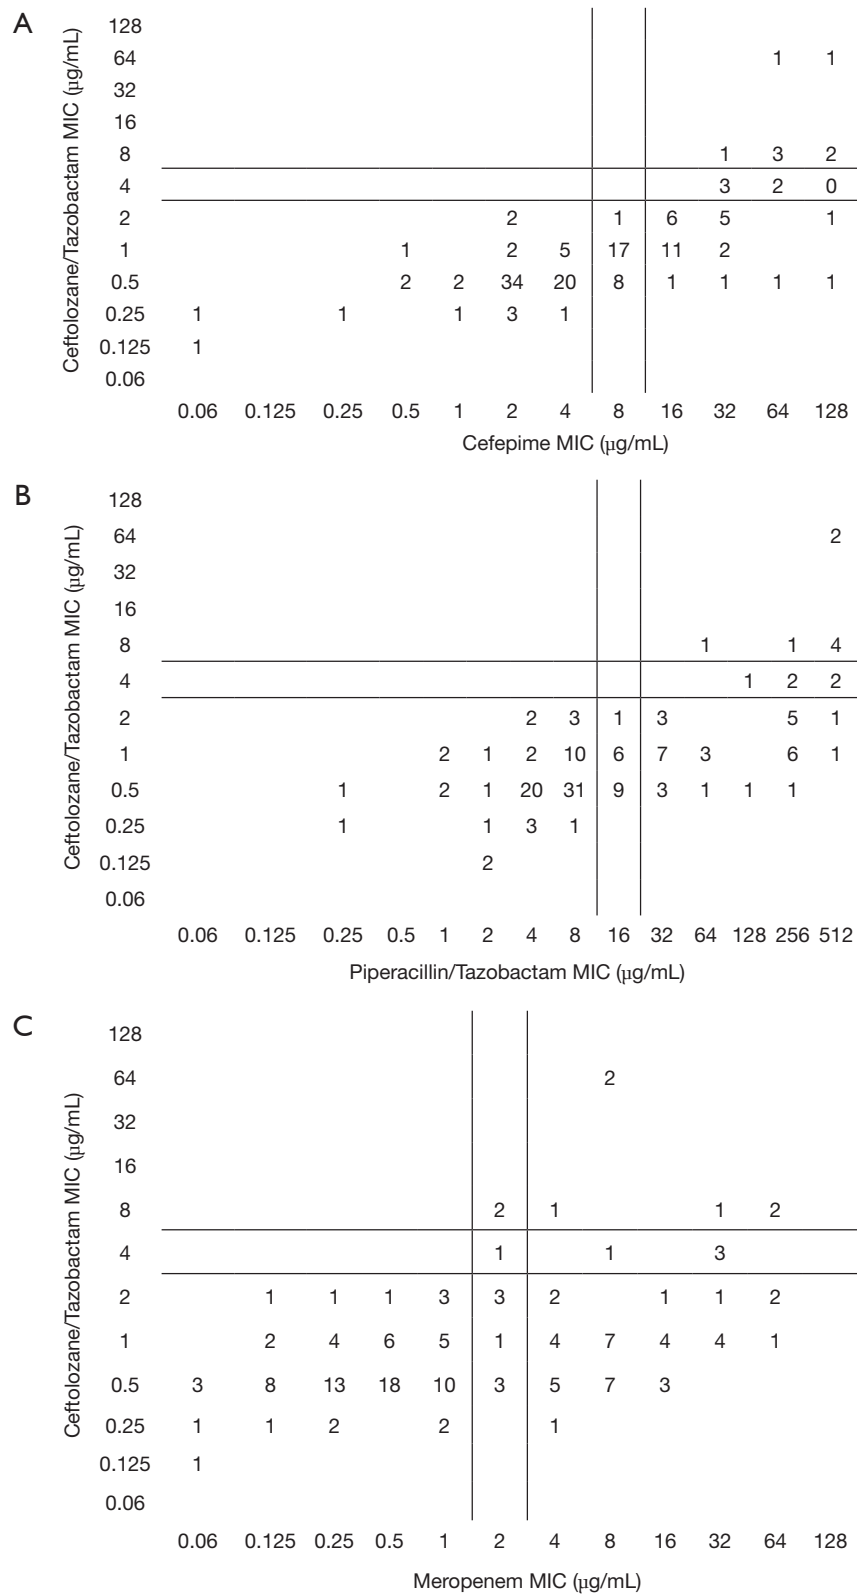 A
Ceftolozane/Tazobactam MIC (µg/mL)
128
64 1 1
32
16
8 1 3 2
4 3 2 0
2 2 1 6 5 1
1 1 2 5 17 11 2
0.5 2 2 34 20 8 1 1 1 1
0.25 1 1 1 3 1
0.125 1
0.06
0.06 0.125 0.25 0.5 1 2 4 8 16 32 64 128
Cefepime MIC (µg/mL)
B
Ceftolozane/Tazobactam MIC (µg/mL)
128
64 2
32
16
8 1 1 4
4 1 2 2
2 2 3 1 3 5 1
1 2 1 2 10 6 7 3 6 1
0.5 1 2 1 20 31 9 3 1 1 1
0.25 1 1 3 1
0.125 2
0.06
0.06 0.125 0.25 0.5 1 2 4 8 16 32 64 128 256 512
Piperacillin/Tazobactam MIC (µg/mL)
C
Ceftolozane/Tazobactam MIC (µg/mL)
128
64 2
32
16
8 2 1 1 2
4 1 1 3
2 1 1 1 3 3 2 1 1 2
1 2 4 6 5 1 4 7 4 4 1
0.5 3 8 13 18 10 3 5 7 3
0.25 1 1 2 2 1
0.125 1
0.06
0.06 0.125 0.25 0.5 1 2 4 8 16 32 64 128
Meropenem MIC (µg/mL)